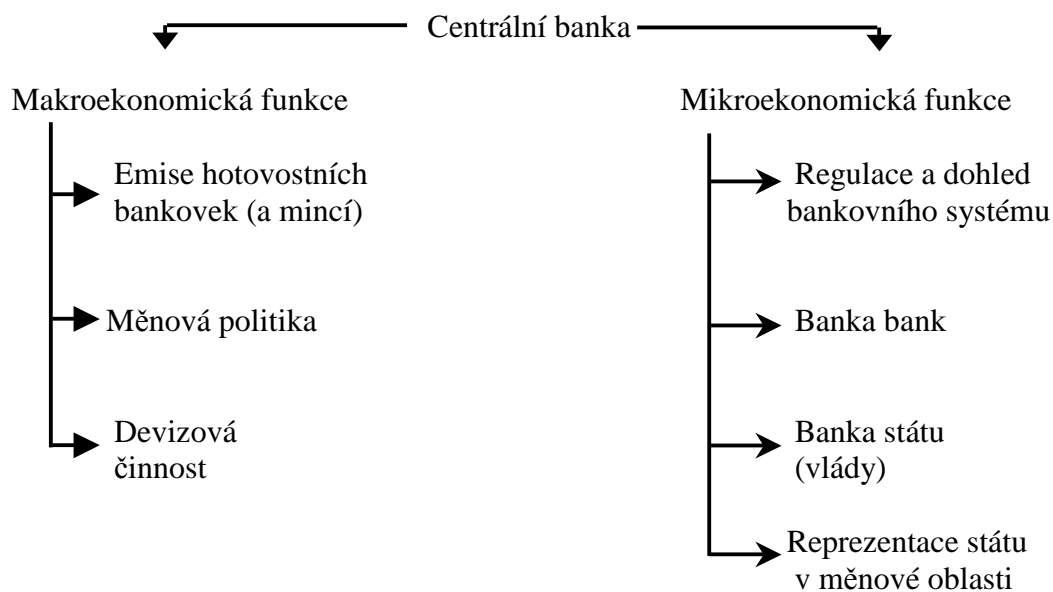 Centrální banka
Makroekonomická funkce
Emise hotovostních
bankovek (a mincí)
Měnová politika
Devizová
činnost
Mikroekonomická funkce
Regulace a dohled
bankovního systému
Banka bank
Banka státu
(vlády)
Reprezentace státu
v měnové oblasti